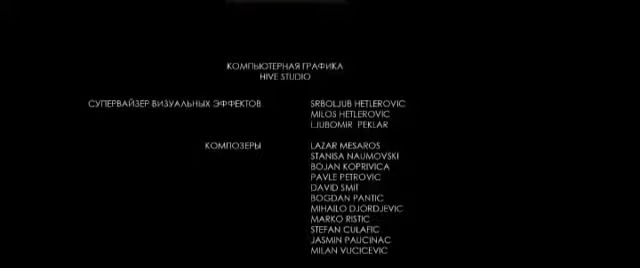 КОМПЬЮТЕРНАЯ ГРАФИКА
HIVE STUDIO
СУПЕРВАЙЗЕР ВИЗУАЛЬНЫХ ЭФФЕКТОВ SRBOLJUB HETLEROVIC
MILOS HETLEROVIC
LJUBOMIR PEKLAR
КОМПОЗЕРЫ LAZAR MESAROS
STANISA NAUMOVSKI
BOJAN KOPRIVICA
PAVLE PETROVIC
DAVID SMIT
BOGDAN PANTIC
MIHAILO DJORDJEVIC
MARKO RISTIC
STEFAN CULAFIC
JASMIN PAUCINAC
MILAN VUCICEVIC